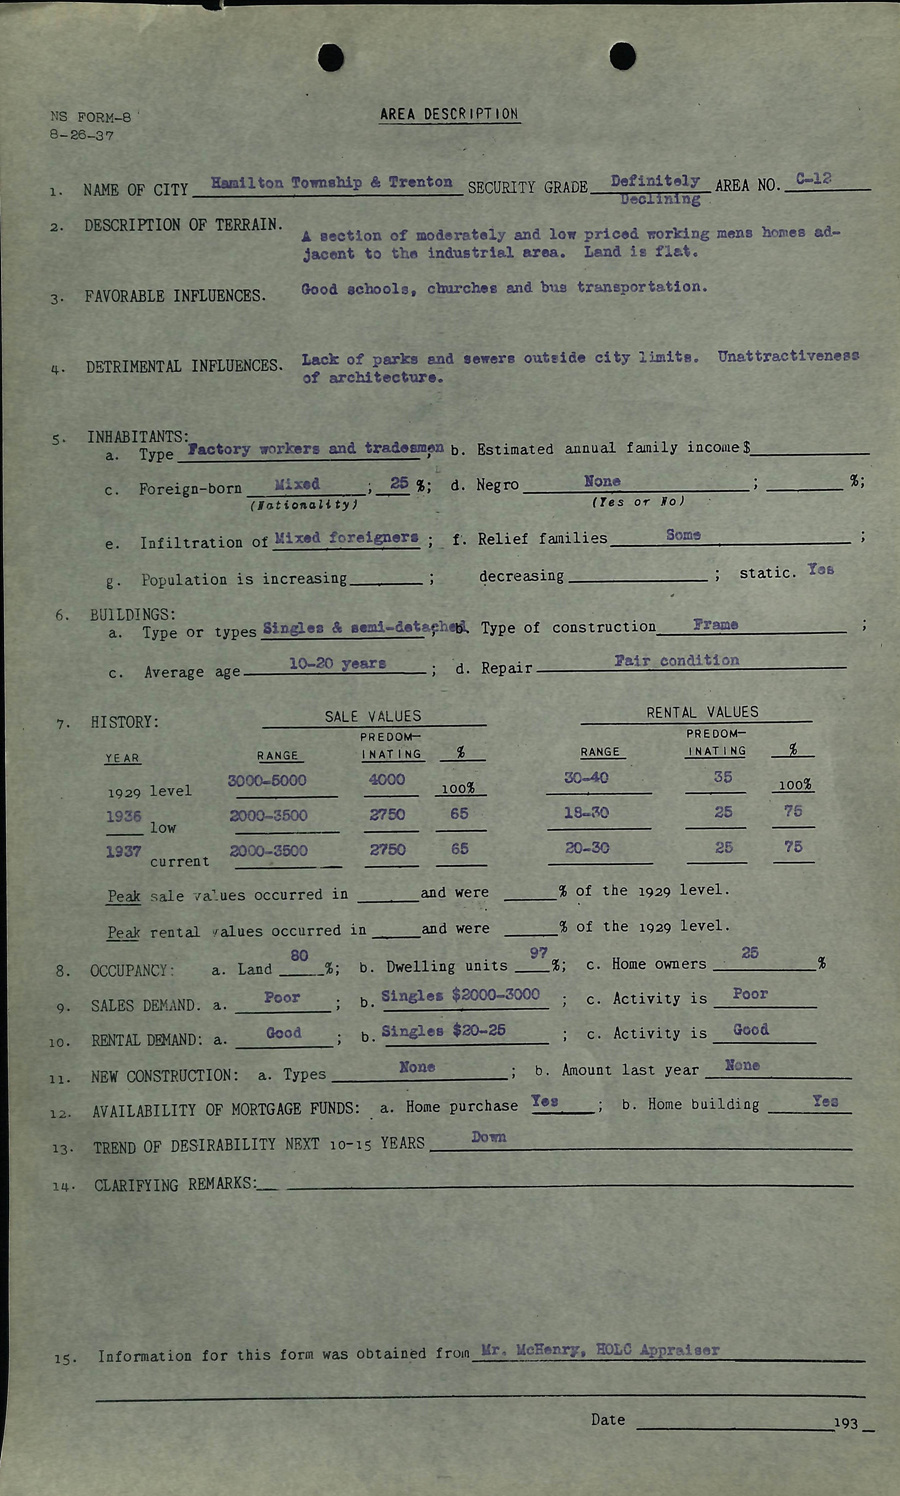 NS FORM-8
8-26-37
AREA DESCRIPTION
1. NAME OF CITY Hamilton Township & Trenton SECURITY GRADE Definitely Declining AREA NO. C-12
2. DESCRIPTION OF TERRAIN. A section of moderately and low priced working mens homes ad-
jacent to the industrial area. Land is flat.
3. FAVORABLE INFLUENCES. Good schools, churches and bus transportation.
4. DETRIMENTAL INFLUENCES. Lack of parks and sewers outside city limits. Unattractiveness
of architecture.
5. INHABITANTS:
a. Type Factory workers and tradesmen; b. Estimated annual family income $
c. Foreign-born Mixed ; 25 %; d. Negro None ; %;
(Nationality) (Yes or No)
e. Infiltration of Mixed foreigners ; f. Relief families Some ;
g. Population is increasing ; decreasing ; static. Yes
6. BUILDINGS:
a. Type or types Singles & semi-detached; b. Type of construction Frame ;
c. Average age 10-20 years ; d. Repair Fair condition
7. HISTORY: SALE VALUES RENTAL VALUES
PREDOM- PREDOM-
YEAR RANGE INATING % RANGE INATING %
1929 level 3000-5000 4000 100% 30-40 35 100%
1936 low 2000-3500 2750 65 18-30 25 75
1937 current 2000-3500 2750 65 20-30 25 75
Peak sale values occurred in and were % of the 1929 level.
Peak rental values occurred in and were % of the 1929 level.
8. OCCUPANCY: a. Land 80 %; b. Dwelling units 97 %; c. Home owners 25 %
9. SALES DEMAND. a. Poor ; b. Singles $2000-3000 ; c. Activity is Poor
10. RENTAL DEMAND: a. Good ; b. Singles $20-25 ; c. Activity is Good
11. NEW CONSTRUCTION: a. Types None ; b. Amount last year None
12. AVAILABILITY OF MORTGAGE FUNDS: a. Home purchase Yes ; b. Home building Yes
13. TREND OF DESIRABILITY NEXT 10-15 YEARS Down
14. CLARIFYING REMARKS:
15. Information for this form was obtained from Mr. McHenry, HOLC Appraiser
Date 193